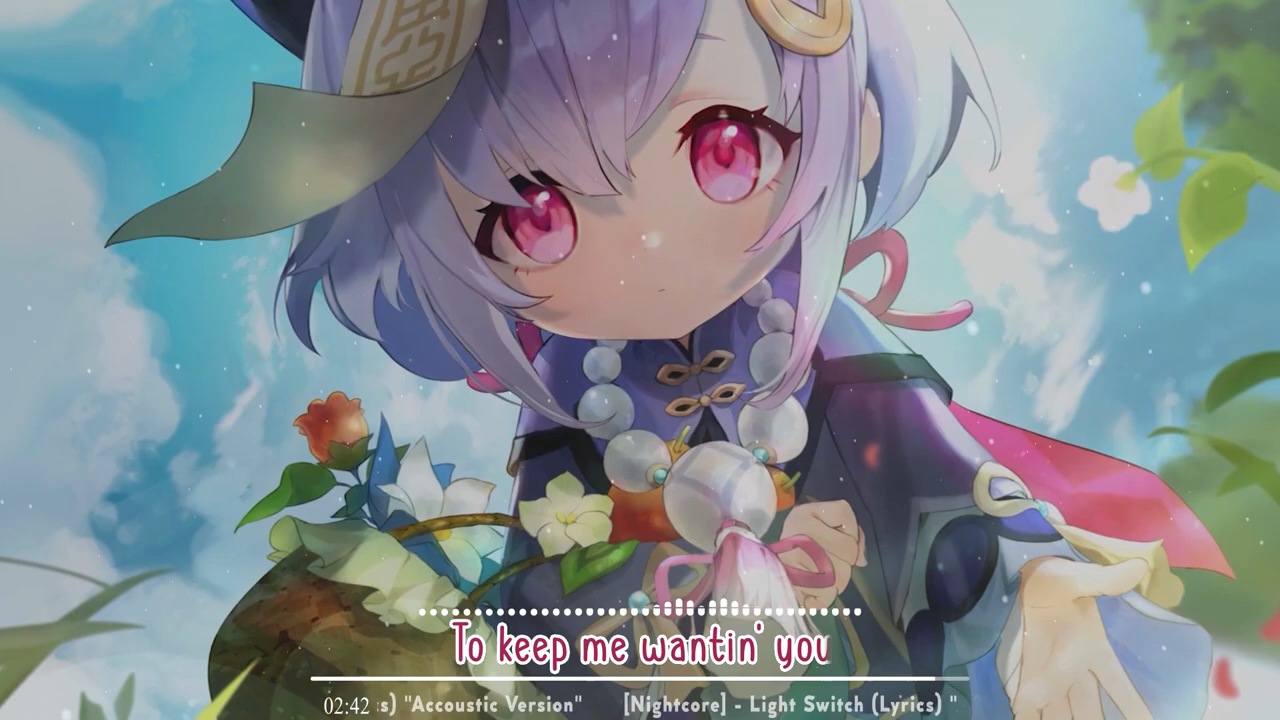 To keep me wantin' you
02:42 s) "Accoustic Version" [Nightcore] - Light Switch (Lyrics) "